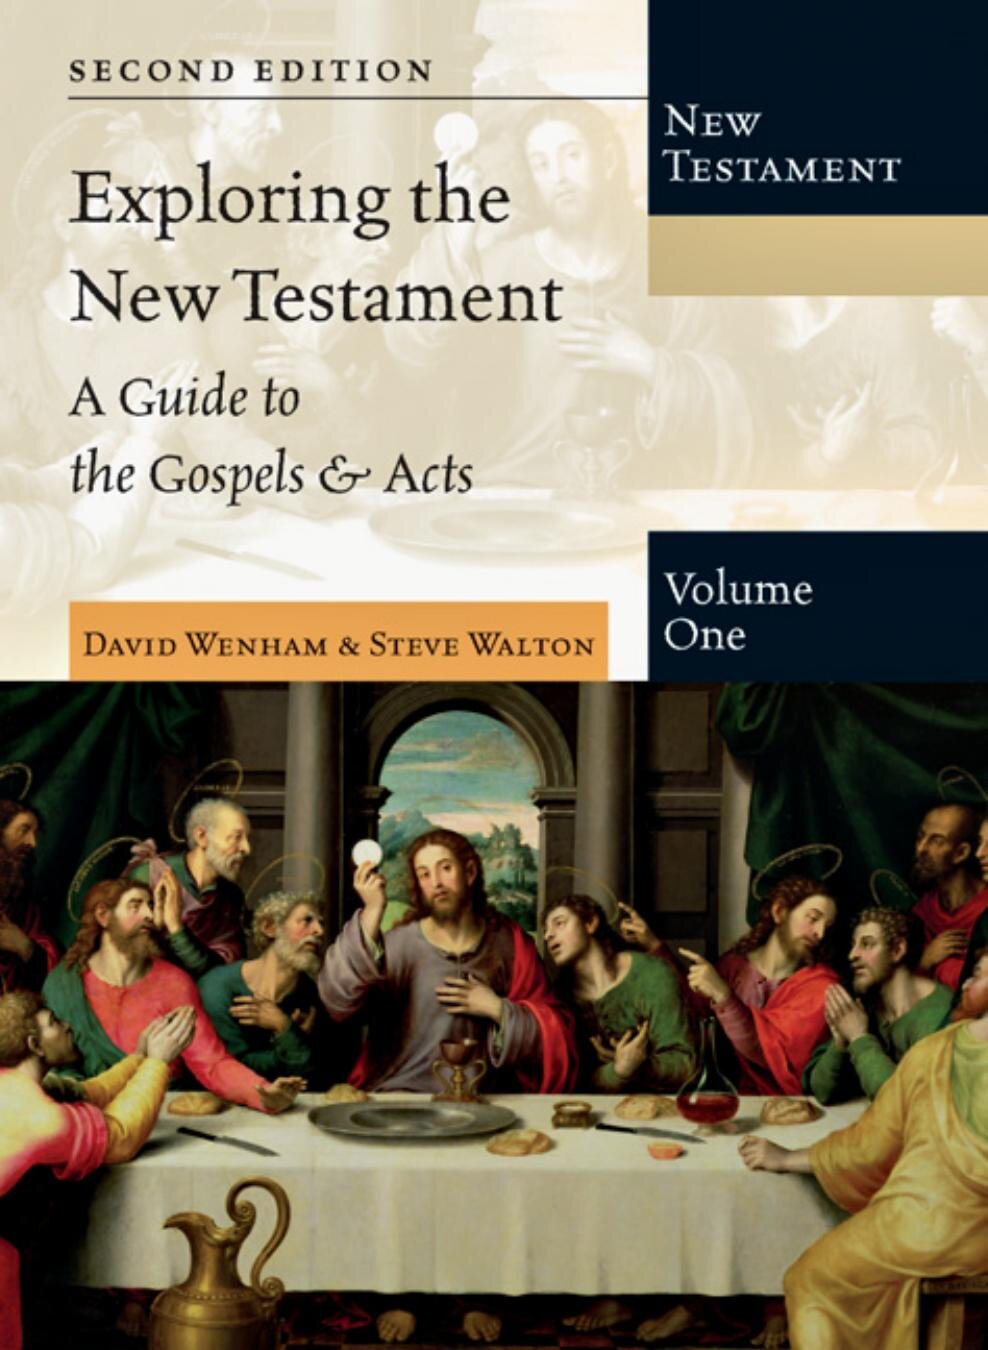 SECOND EDITION
NEW
TESTAMENT
Exploring the
New Testament
A Guide to
the Gospels & Acts
Volume
One
DAVID WENHAM & STEVE WALTON